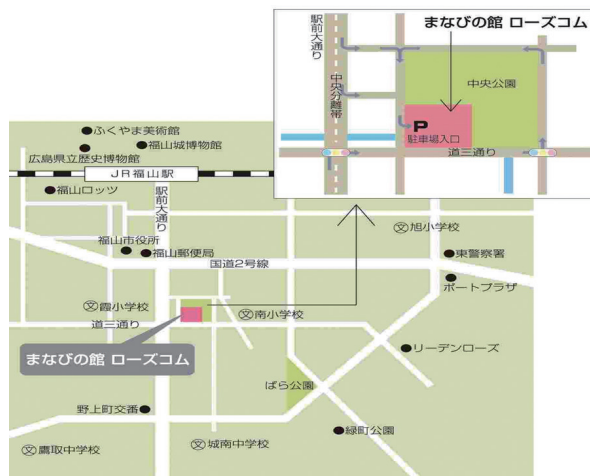 まなびの館 ローズコム
駅前大通り
中央分離帯
中央公園
P
駐車場入口
道三通り
ふくやま美術館
福山城博物館
広島県立歴史博物館
JR福山駅
福山ロッツ
駅前大通り
福山市役所
福山郵便局
国道2号線
文旭小学校
東警察署
ポートプラザ
文霞小学校
文南小学校
道三通り
まなびの館 ローズコム
リーデンローズ
ばら公園
野上町交番
文鷹取中学校
文城南中学校
緑町公園